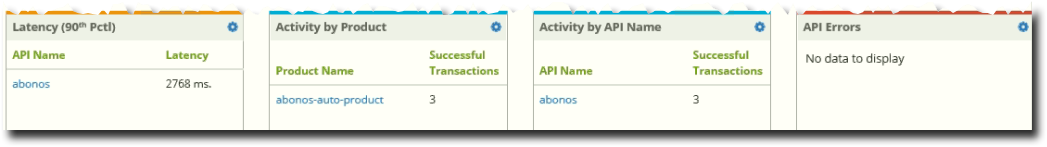 Latency (90th Pctl)
API Name Latency
abonos 2768 ms.
Activity by Product
Product Name Successful Transactions
abonos-auto-product 3
Activity by API Name
API Name Successful Transactions
abonos 3
API Errors
No data to display